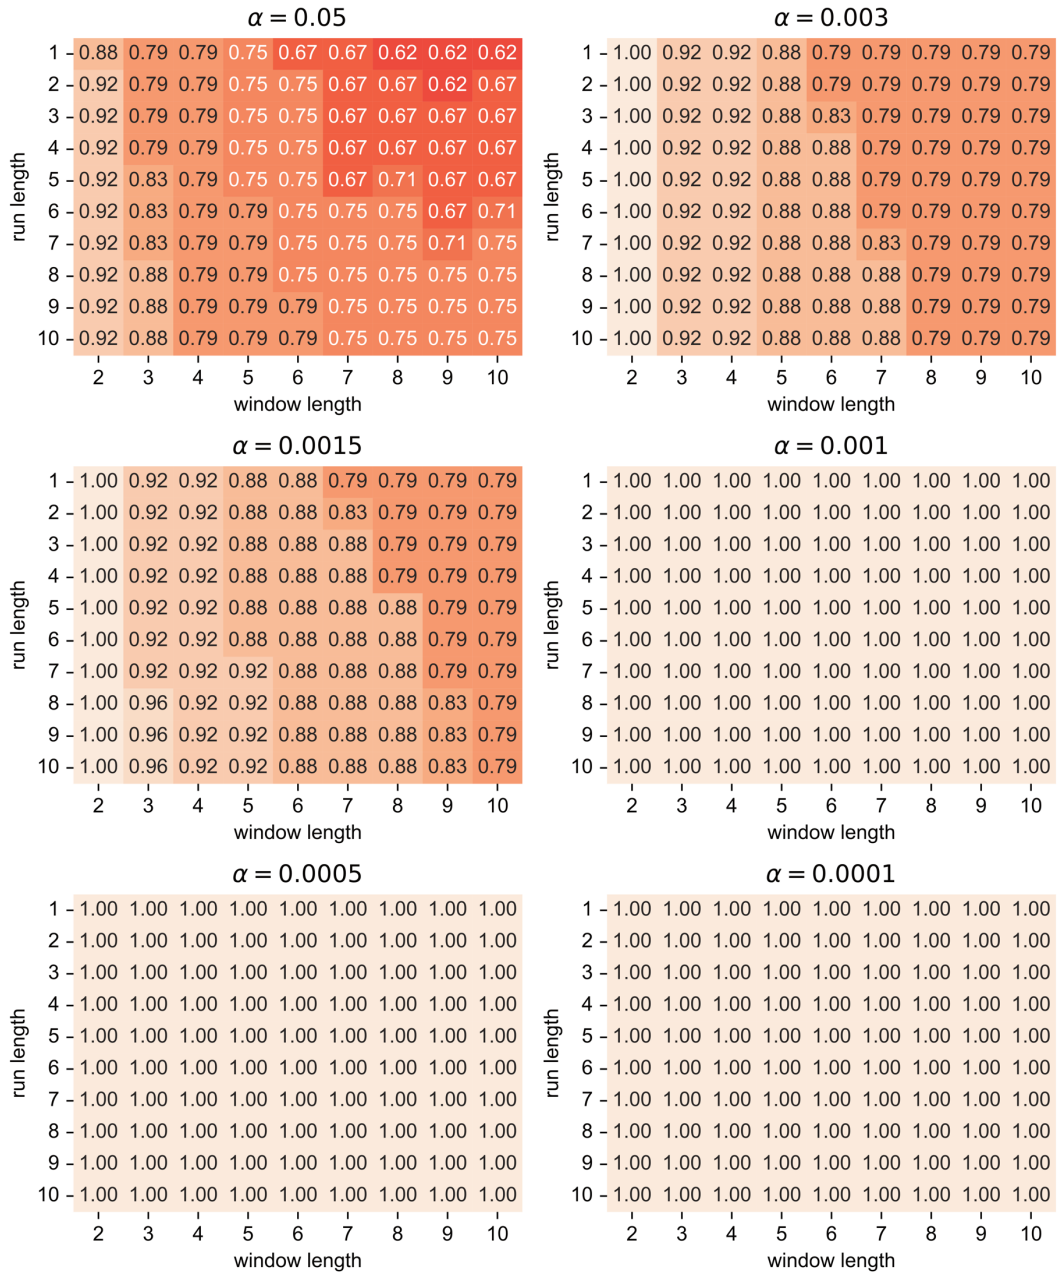 α = 0.05
1 0.88 0.79 0.79 0.75 0.67 0.67 0.62 0.62 0.62
2 0.92 0.79 0.79 0.75 0.75 0.67 0.67 0.62 0.67
3 0.92 0.79 0.79 0.75 0.75 0.67 0.67 0.67 0.67
4 0.92 0.79 0.79 0.75 0.75 0.67 0.67 0.67 0.67
5 0.92 0.83 0.79 0.75 0.75 0.67 0.71 0.67 0.67
6 0.92 0.83 0.79 0.79 0.75 0.75 0.75 0.67 0.71
7 0.92 0.83 0.79 0.79 0.75 0.75 0.75 0.71 0.75
8 0.92 0.88 0.79 0.79 0.75 0.75 0.75 0.75 0.75
9 0.92 0.88 0.79 0.79 0.79 0.75 0.75 0.75 0.75
10 0.92 0.88 0.79 0.79 0.79 0.75 0.75 0.75 0.75
2 3 4 5 6 7 8 9 10
window length
run length
α = 0.003
1 1.00 0.92 0.92 0.88 0.79 0.79 0.79 0.79 0.79
2 1.00 0.92 0.92 0.88 0.79 0.79 0.79 0.79 0.79
3 1.00 0.92 0.92 0.88 0.83 0.79 0.79 0.79 0.79
4 1.00 0.92 0.92 0.88 0.88 0.79 0.79 0.79 0.79
5 1.00 0.92 0.92 0.88 0.88 0.79 0.79 0.79 0.79
6 1.00 0.92 0.92 0.88 0.88 0.79 0.79 0.79 0.79
7 1.00 0.92 0.92 0.88 0.88 0.83 0.79 0.79 0.79
8 1.00 0.92 0.92 0.88 0.88 0.88 0.79 0.79 0.79
9 1.00 0.92 0.92 0.88 0.88 0.88 0.79 0.79 0.79
10 1.00 0.92 0.92 0.88 0.88 0.88 0.79 0.79 0.79
2 3 4 5 6 7 8 9 10
window length
run length
α = 0.0015
1 1.00 0.92 0.92 0.88 0.88 0.79 0.79 0.79 0.79
2 1.00 0.92 0.92 0.88 0.88 0.83 0.79 0.79 0.79
3 1.00 0.92 0.92 0.88 0.88 0.88 0.79 0.79 0.79
4 1.00 0.92 0.92 0.88 0.88 0.88 0.79 0.79 0.79
5 1.00 0.92 0.92 0.88 0.88 0.88 0.88 0.79 0.79
6 1.00 0.92 0.92 0.88 0.88 0.88 0.88 0.79 0.79
7 1.00 0.92 0.92 0.92 0.88 0.88 0.88 0.79 0.79
8 1.00 0.96 0.92 0.92 0.88 0.88 0.88 0.83 0.79
9 1.00 0.96 0.92 0.92 0.88 0.88 0.88 0.83 0.79
10 1.00 0.96 0.92 0.92 0.88 0.88 0.88 0.83 0.79
2 3 4 5 6 7 8 9 10
window length
run length
α = 0.001
1 1.00 1.00 1.00 1.00 1.00 1.00 1.00 1.00 1.00
2 1.00 1.00 1.00 1.00 1.00 1.00 1.00 1.00 1.00
3 1.00 1.00 1.00 1.00 1.00 1.00 1.00 1.00 1.00
4 1.00 1.00 1.00 1.00 1.00 1.00 1.00 1.00 1.00
5 1.00 1.00 1.00 1.00 1.00 1.00 1.00 1.00 1.00
6 1.00 1.00 1.00 1.00 1.00 1.00 1.00 1.00 1.00
7 1.00 1.00 1.00 1.00 1.00 1.00 1.00 1.00 1.00
8 1.00 1.00 1.00 1.00 1.00 1.00 1.00 1.00 1.00
9 1.00 1.00 1.00 1.00 1.00 1.00 1.00 1.00 1.00
10 1.00 1.00 1.00 1.00 1.00 1.00 1.00 1.00 1.00
2 3 4 5 6 7 8 9 10
window length
run length
α = 0.0005
1 1.00 1.00 1.00 1.00 1.00 1.00 1.00 1.00 1.00
2 1.00 1.00 1.00 1.00 1.00 1.00 1.00 1.00 1.00
3 1.00 1.00 1.00 1.00 1.00 1.00 1.00 1.00 1.00
4 1.00 1.00 1.00 1.00 1.00 1.00 1.00 1.00 1.00
5 1.00 1.00 1.00 1.00 1.00 1.00 1.00 1.00 1.00
6 1.00 1.00 1.00 1.00 1.00 1.00 1.00 1.00 1.00
7 1.00 1.00 1.00 1.00 1.00 1.00 1.00 1.00 1.00
8 1.00 1.00 1.00 1.00 1.00 1.00 1.00 1.00 1.00
9 1.00 1.00 1.00 1.00 1.00 1.00 1.00 1.00 1.00
10 1.00 1.00 1.00 1.00 1.00 1.00 1.00 1.00 1.00
2 3 4 5 6 7 8 9 10
window length
run length
α = 0.0001
1 1.00 1.00 1.00 1.00 1.00 1.00 1.00 1.00 1.00
2 1.00 1.00 1.00 1.00 1.00 1.00 1.00 1.00 1.00
3 1.00 1.00 1.00 1.00 1.00 1.00 1.00 1.00 1.00
4 1.00 1.00 1.00 1.00 1.00 1.00 1.00 1.00 1.00
5 1.00 1.00 1.00 1.00 1.00 1.00 1.00 1.00 1.00
6 1.00 1.00 1.00 1.00 1.00 1.00 1.00 1.00 1.00
7 1.00 1.00 1.00 1.00 1.00 1.00 1.00 1.00 1.00
8 1.00 1.00 1.00 1.00 1.00 1.00 1.00 1.00 1.00
9 1.00 1.00 1.00 1.00 1.00 1.00 1.00 1.00 1.00
10 1.00 1.00 1.00 1.00 1.00 1.00 1.00 1.00 1.00
2 3 4 5 6 7 8 9 10
window length
run length